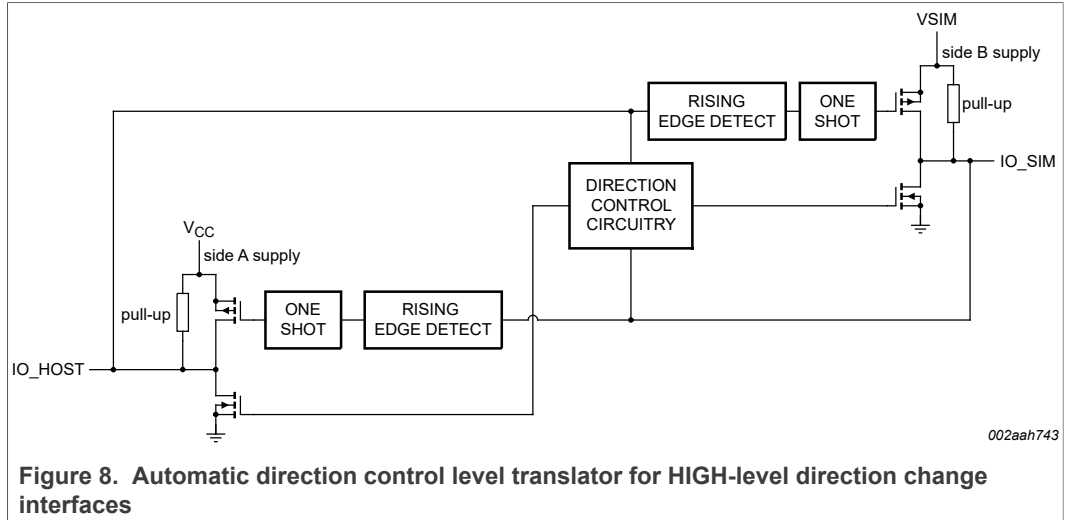 VSIM
side B supply
RISING
EDGE DETECT
ONE
SHOT
pull-up
IO_SIM
DIRECTION
CONTROL
CIRCUITRY
VCC
side A supply
pull-up
ONE
SHOT
RISING
EDGE DETECT
IO_HOST
002aah743
Figure 8. Automatic direction control level translator for HIGH-level direction change
interfaces